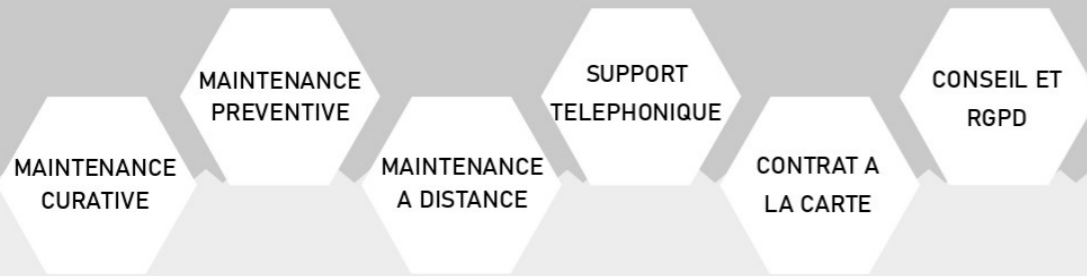 MAINTENANCE
CURATIVE
MAINTENANCE
PREVENTIVE
MAINTENANCE
A DISTANCE
SUPPORT
TELEPHONIQUE
CONTRAT A
LA CARTE
CONSEIL ET
RGPD